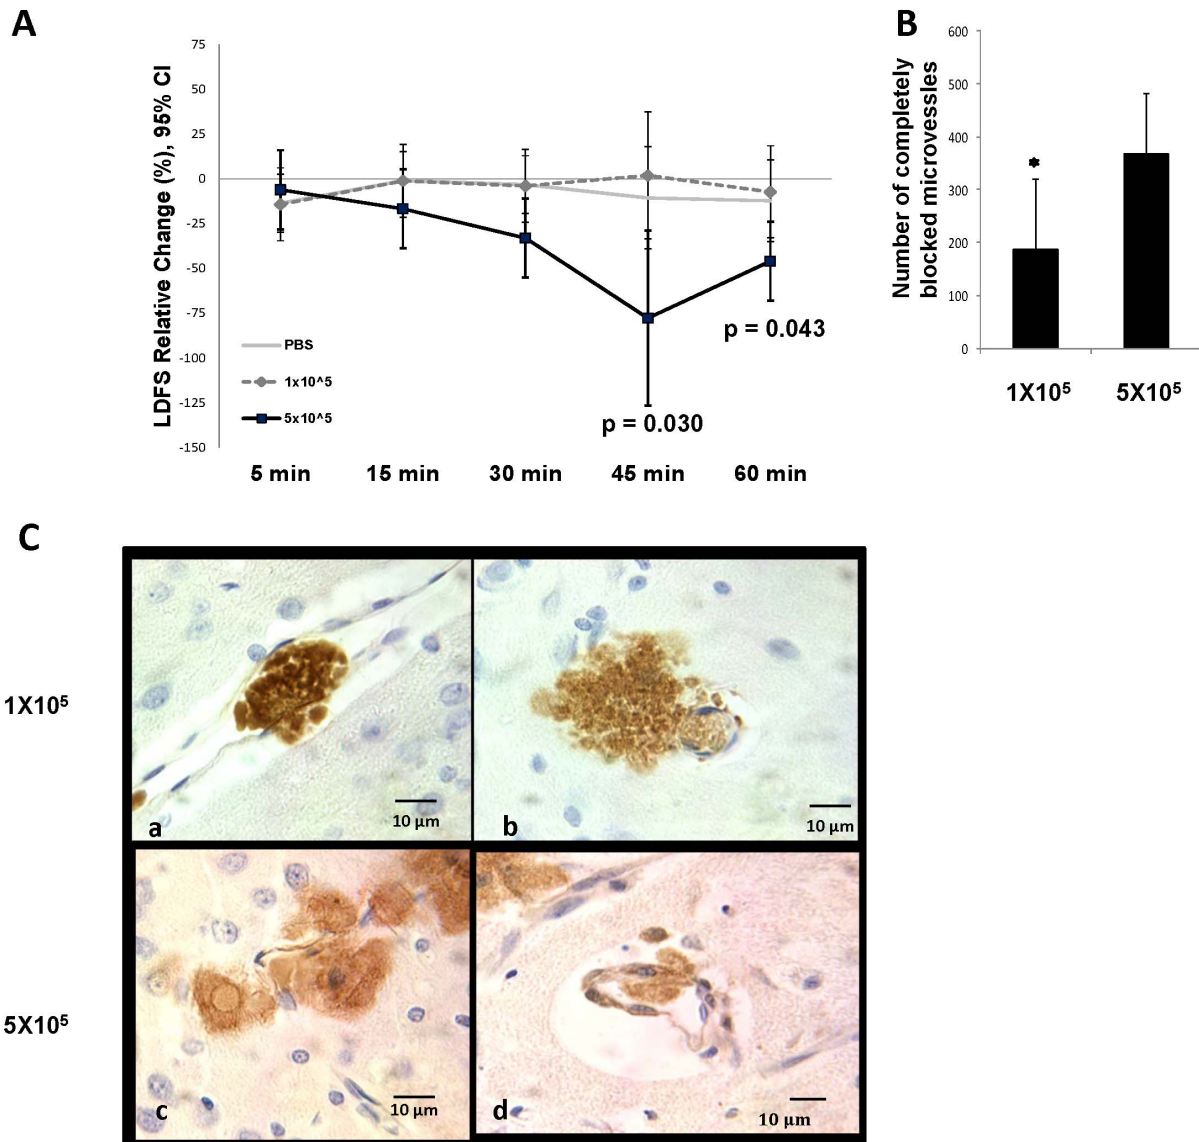 A
LDFS Relative Change (%), 95% CI
75
50
25
0
-25
-50
-75
-100
-125
-150
PBS
1x10^5
5x10^5
p = 0.030
p = 0.043
5 min 15 min 30 min 45 min 60 min
B
Number of completely
blocked microvessles
600
500
400
300
200
100
0
*
1X10⁵ 5X10⁵
C
1X10⁵
a 10 µm
b 10 µm
5X10⁵
c 10 µm
d 10 µm